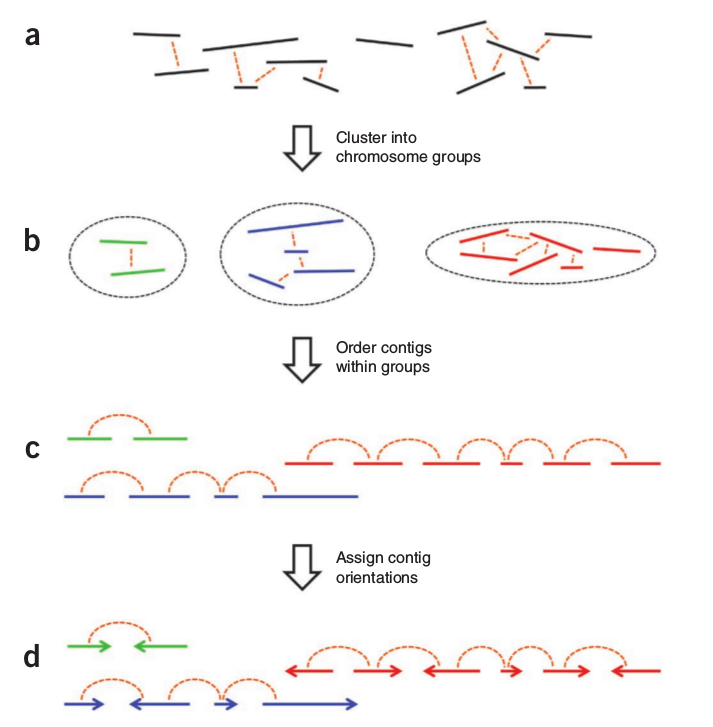 a
Cluster into
chromosome groups
b
Order contigs
within groups
c
Assign contig
orientations
d